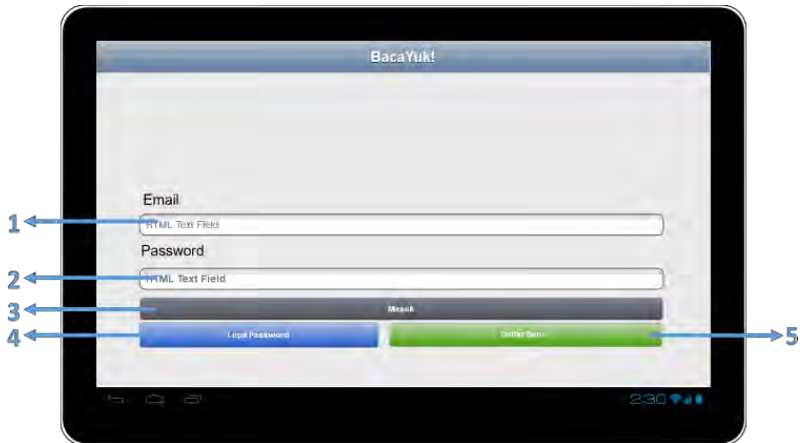 BacaYuk!
Email
1
HTML Text Field
Password
2
HTML Text Field
3
Masuk
4
Lupa Password
Daftar Baru
5
2:30